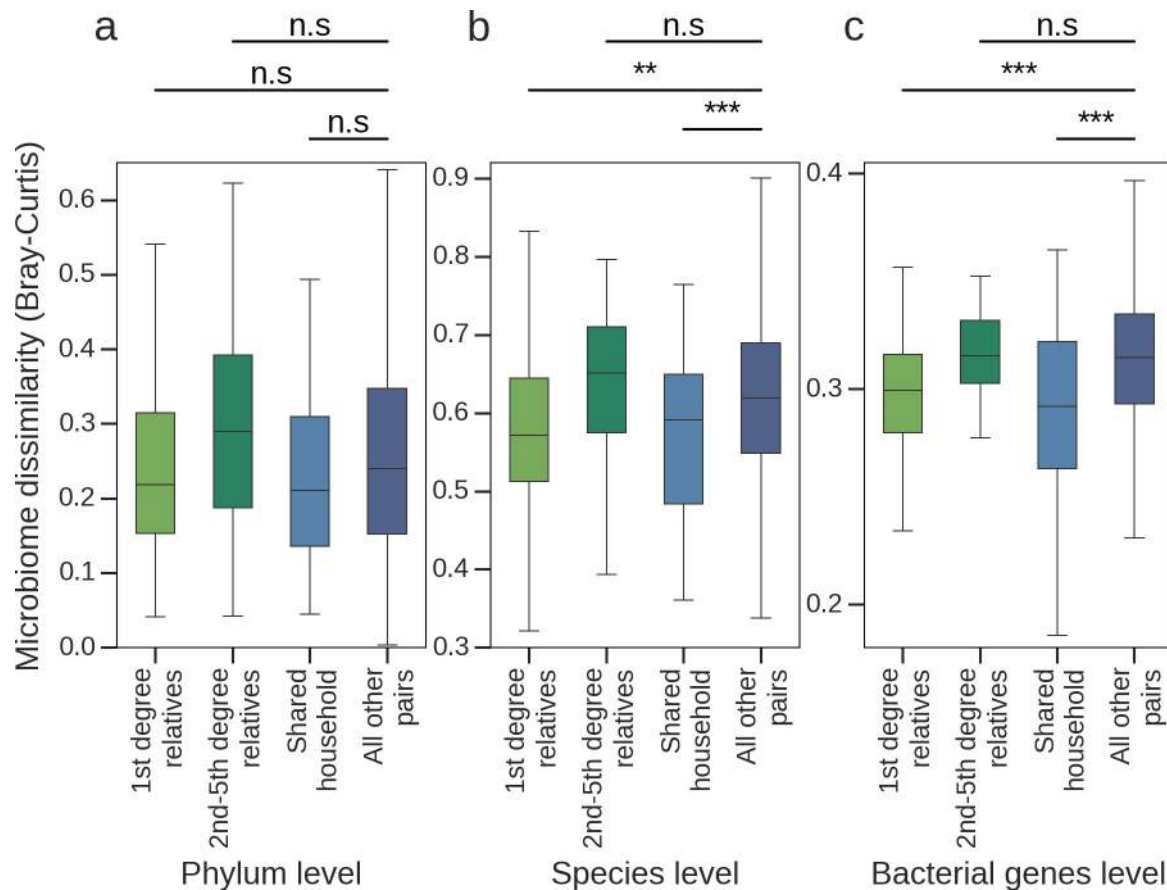 a
n.s
n.s
n.s
b
n.s
**
***
c
n.s
***
***
Microbiome dissimilarity (Bray-Curtis)
0.6
0.5
0.4
0.3
0.2
0.1
0.0
0.9
0.8
0.7
0.6
0.5
0.4
0.3
0.4
0.3
0.2
1st degree
relatives
2nd-5th degree
relatives
Shared
household
All other
pairs
1st degree
relatives
2nd-5th degree
relatives
Shared
household
All other
pairs
1st degree
relatives
2nd-5th degree
relatives
Shared
household
All other
pairs
Phylum level
Species level
Bacterial genes level